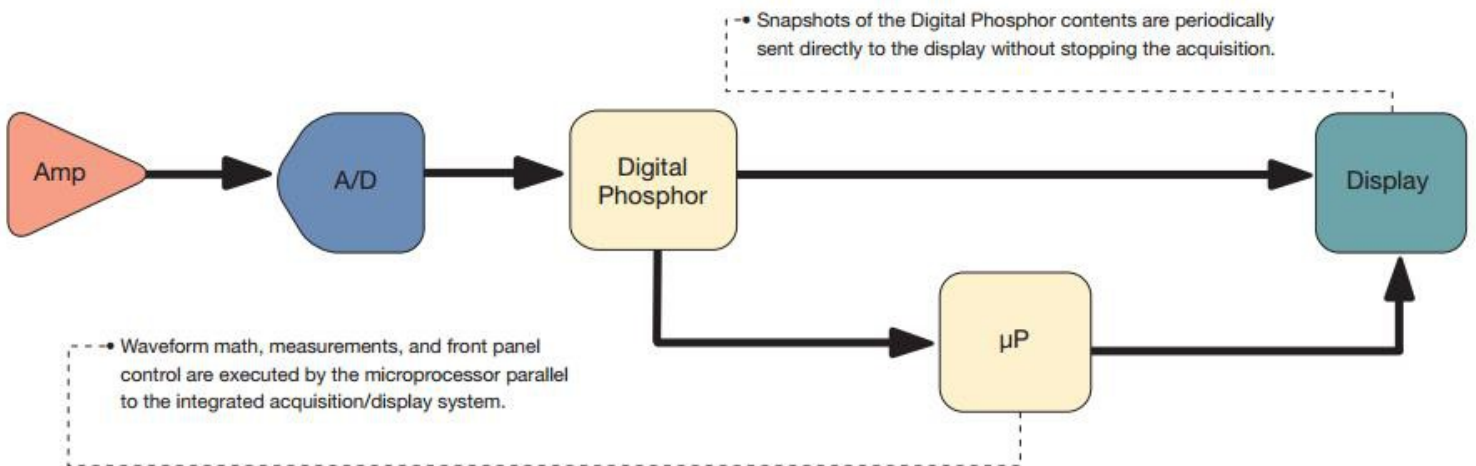 Snapshots of the Digital Phosphor contents are periodically
sent directly to the display without stopping the acquisition.
Amp
A/D
Digital
Phosphor
Display
µP
Waveform math, measurements, and front panel
control are executed by the microprocessor parallel
to the integrated acquisition/display system.